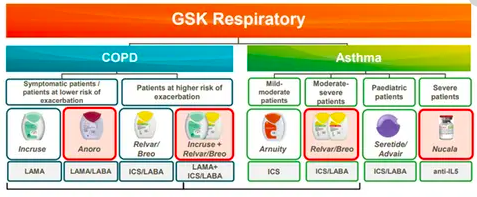 GSK Respiratory
COPD
Asthma
Symptomatic patients /
patients at lower risk of
exacerbation
Patients at higher risk of
exacerbation
Mild-
moderate
patients
Moderate-
severe
patients
Paediatric
patients
Severe
patients
Incruse
Anoro
Relvar/
Breo
Incruse +
Relvar/Breo
Arnuity
Relvar/Breo
Seretide/
Advair
Nucala
LAMA
LAMA/LABA
ICS/LABA
LAMA+
ICS/LABA
ICS
ICS/LABA
ICS/LABA
anti-IL5